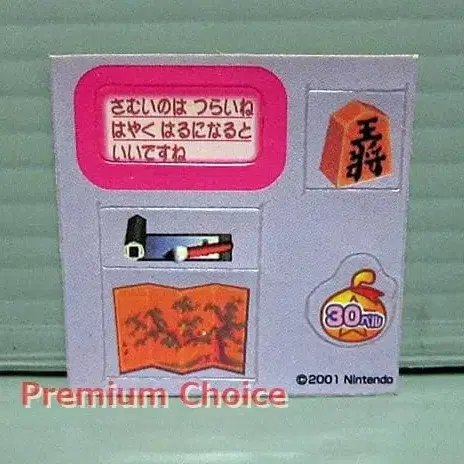 さむいのは つらいね
はやく はるになると
いいですね
王将
30ベル
©2001 Nintendo
Premium Choice